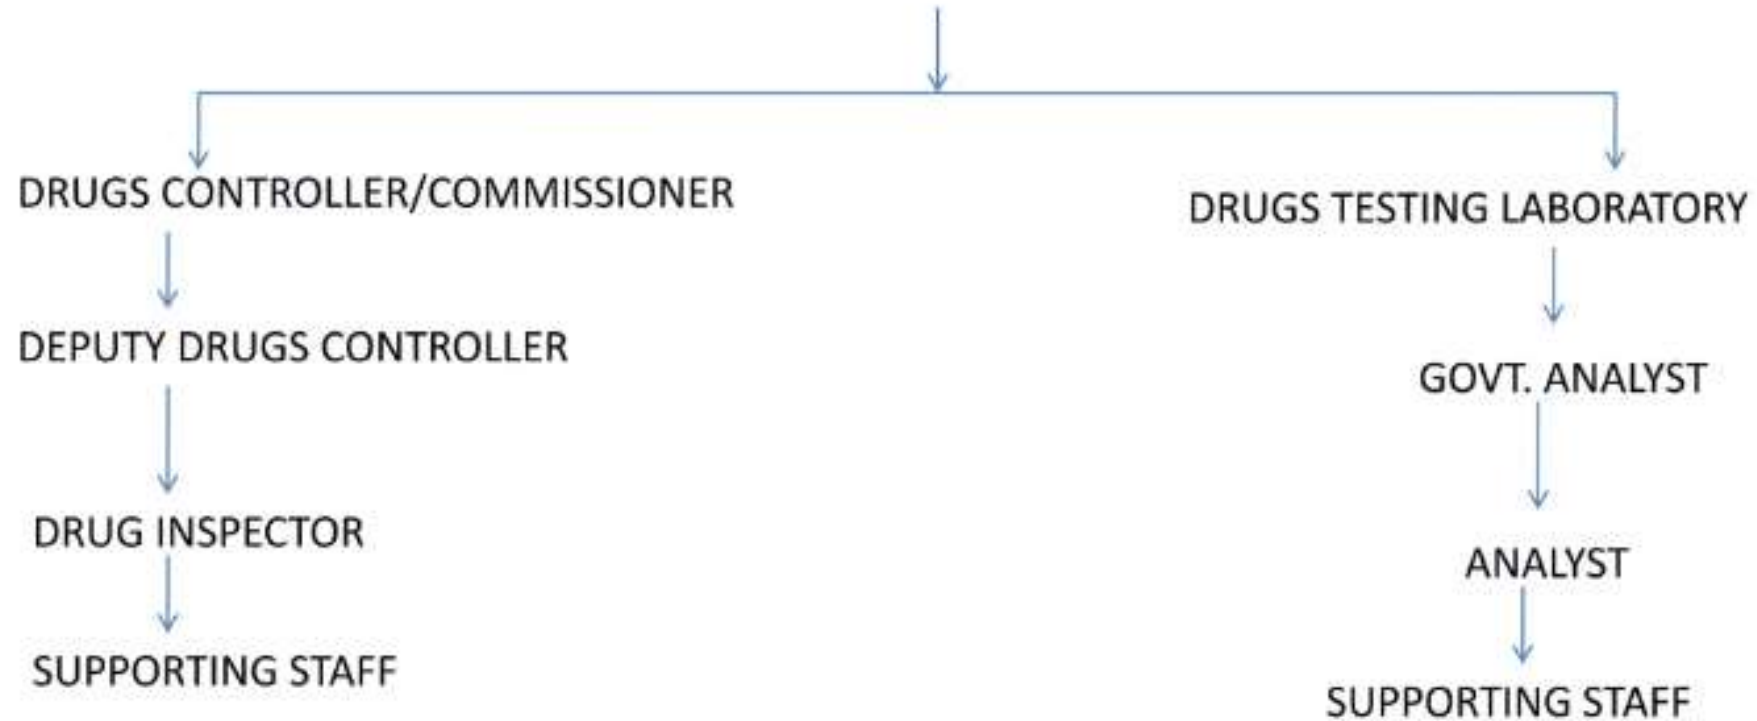 DRUGS CONTROLLER/COMMISSIONER
DEPUTY DRUGS CONTROLLER
DRUG INSPECTOR
SUPPORTING STAFF
DRUGS TESTING LABORATORY
GOVT. ANALYST
ANALYST
SUPPORTING STAFF